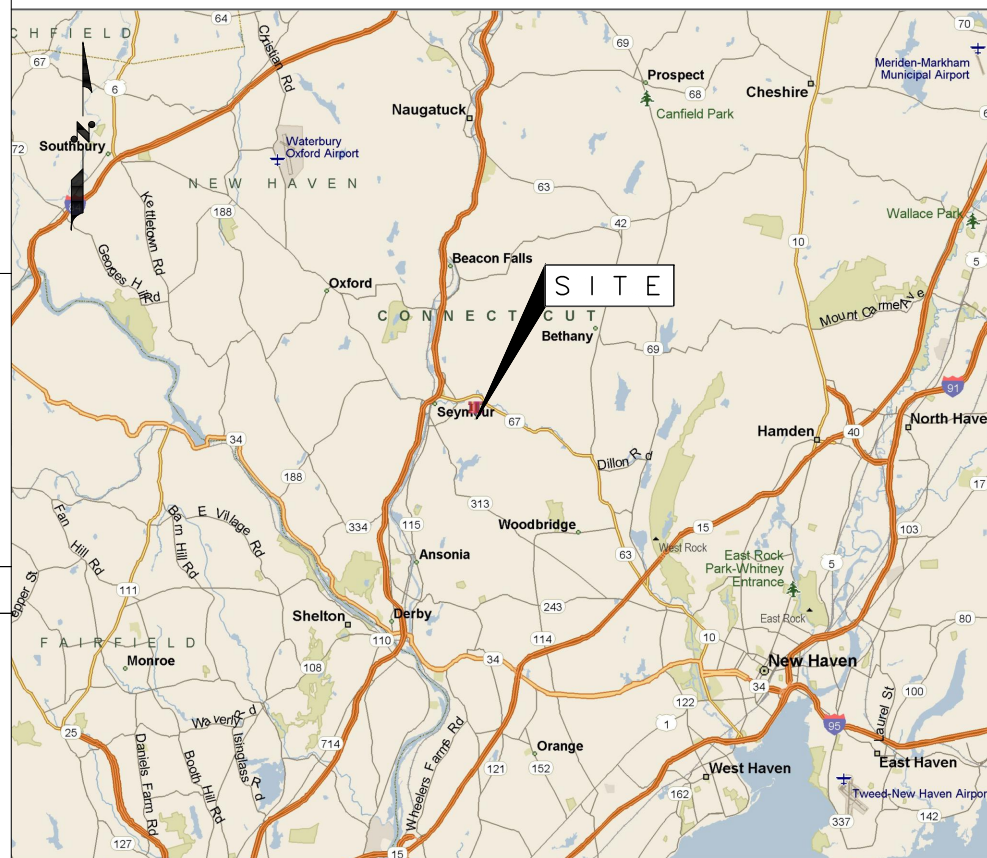 CHFIELD
64
Christian Rd
69
70
67
6
Meriden-Markham
Municipal Airport
Prospect
68
Cheshire
Canfield Park
Naugatuck
N
72
Southbury
Waterbury
Oxford Airport
NEW HAVEN
63
Kettletown Rd
188
42
Wallace Park
10
5
Georges Hill Rd
Beacon Falls
SITE
Oxford
CONNECTICUT
Mount Carmel Ave
Bethany
69
91
Seymour
67
North Have
Hamden
40
34
Dillon Rd
188
17
313
Fan
Hill Rd
Barn Hill Rd
E Village Rd
334
115
Woodbridge
15
103
West Rock
Ansonia
63
East Rock
Park-Whitney
Entrance
5
epper St
111
243
Shelton
Derby
East Rock
80
FAIRFIELD
110
114
10
Monroe
108
34
New Haven
34
100
122
Waverly Rd
1
Laurel St
25
95
Isinglass Rd
714
Wheelers Farms Rd
Orange
Daniels Farm Rd
Booth Hill Rd
121
152
West Haven
East Haven
162
Tweed-New Haven Airpor
337
142
127
15